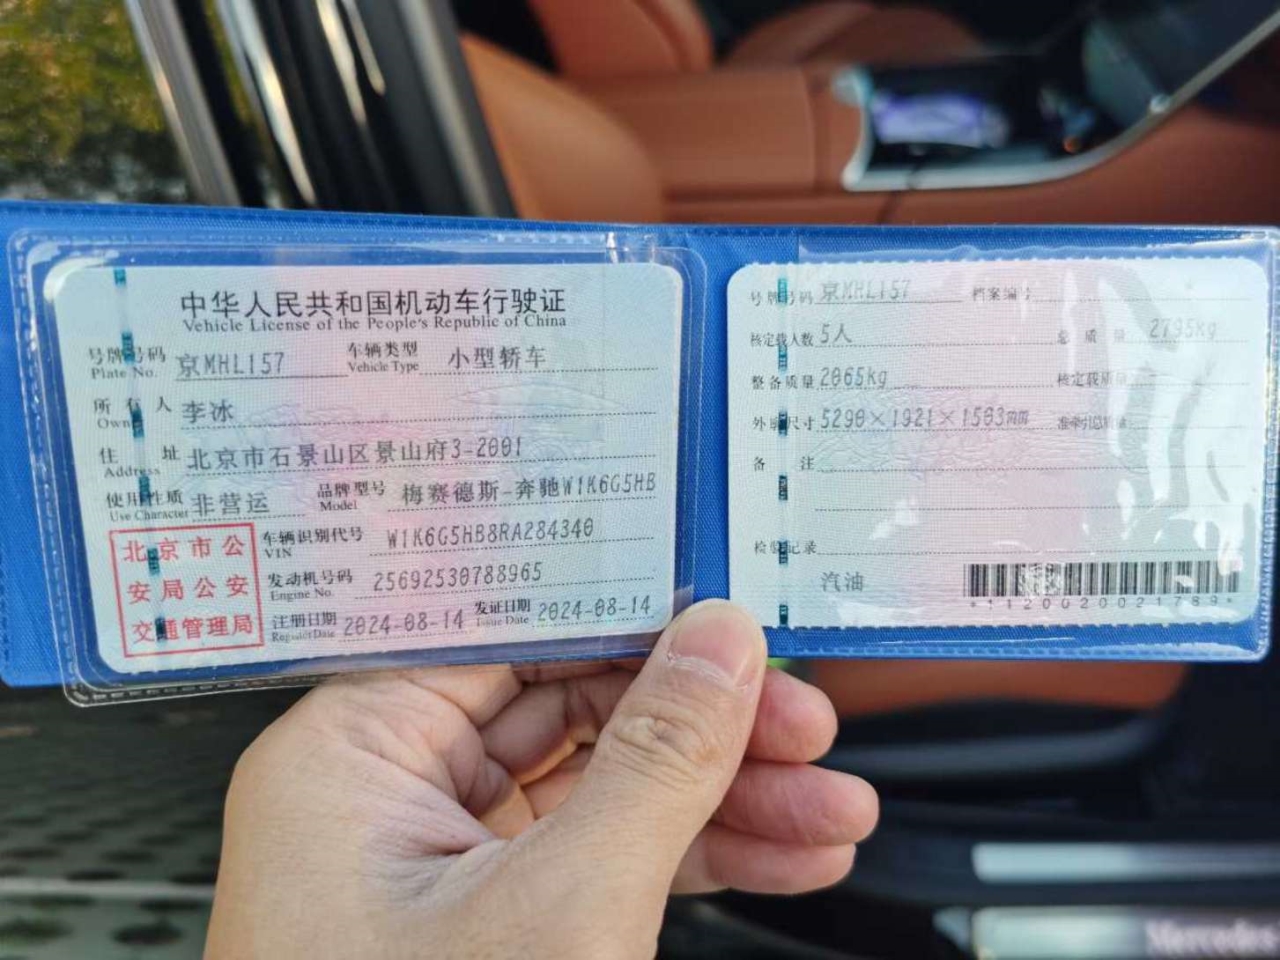 中华人民共和国机动车行驶证
Vehicle License of the People's Republic of China
号牌号码 京MHL157 车辆类型 小型轿车
Plate No. Vehicle Type
所有人 李冰
Owner
住址 北京市石景山区景山府3-2001
Address
使用性质 非营运 品牌型号 梅赛德斯-奔驰W1K6G5HB
Use Character Model
北京市公
安局公安
交通管理局
车辆识别代号 W1K6G5HB8RA284340
VIN
发动机号码 25692530788965
Engine No.
注册日期 2024-08-14 发证日期 2024-08-14
Register Date Issue Date
号牌号码 京MHL157 档案编号
核定载人数 5人 总质量 2795kg
整备质量 2065kg 核定载质量
外廓尺寸 5290×1921×1503mm 准牵引总质量
备注
检验记录
汽油
*1120020021789*
Mercedes